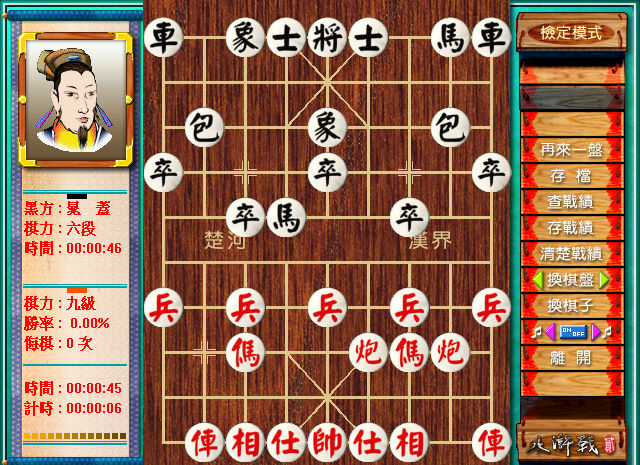 黑方：晁 蓋
棋力：六段
時間：00:00:46
棋力：九級
勝率： 0.00%
侮棋：0 次
時間：00:00:45
計時：00:00:06
車 象 士 將 士 馬 車
包 象 包
卒 卒 卒
卒 馬 卒
楚河 漢界
兵 兵 兵 兵 兵
傌 炮 傌 炮
俥 相 仕 帥 仕 相 俥
檢定模式
再來一盤
存 檔
查戰績
存戰績
清楚戰績
換棋盤
換棋子
ON
OFF
離 開
水滸戰 貳